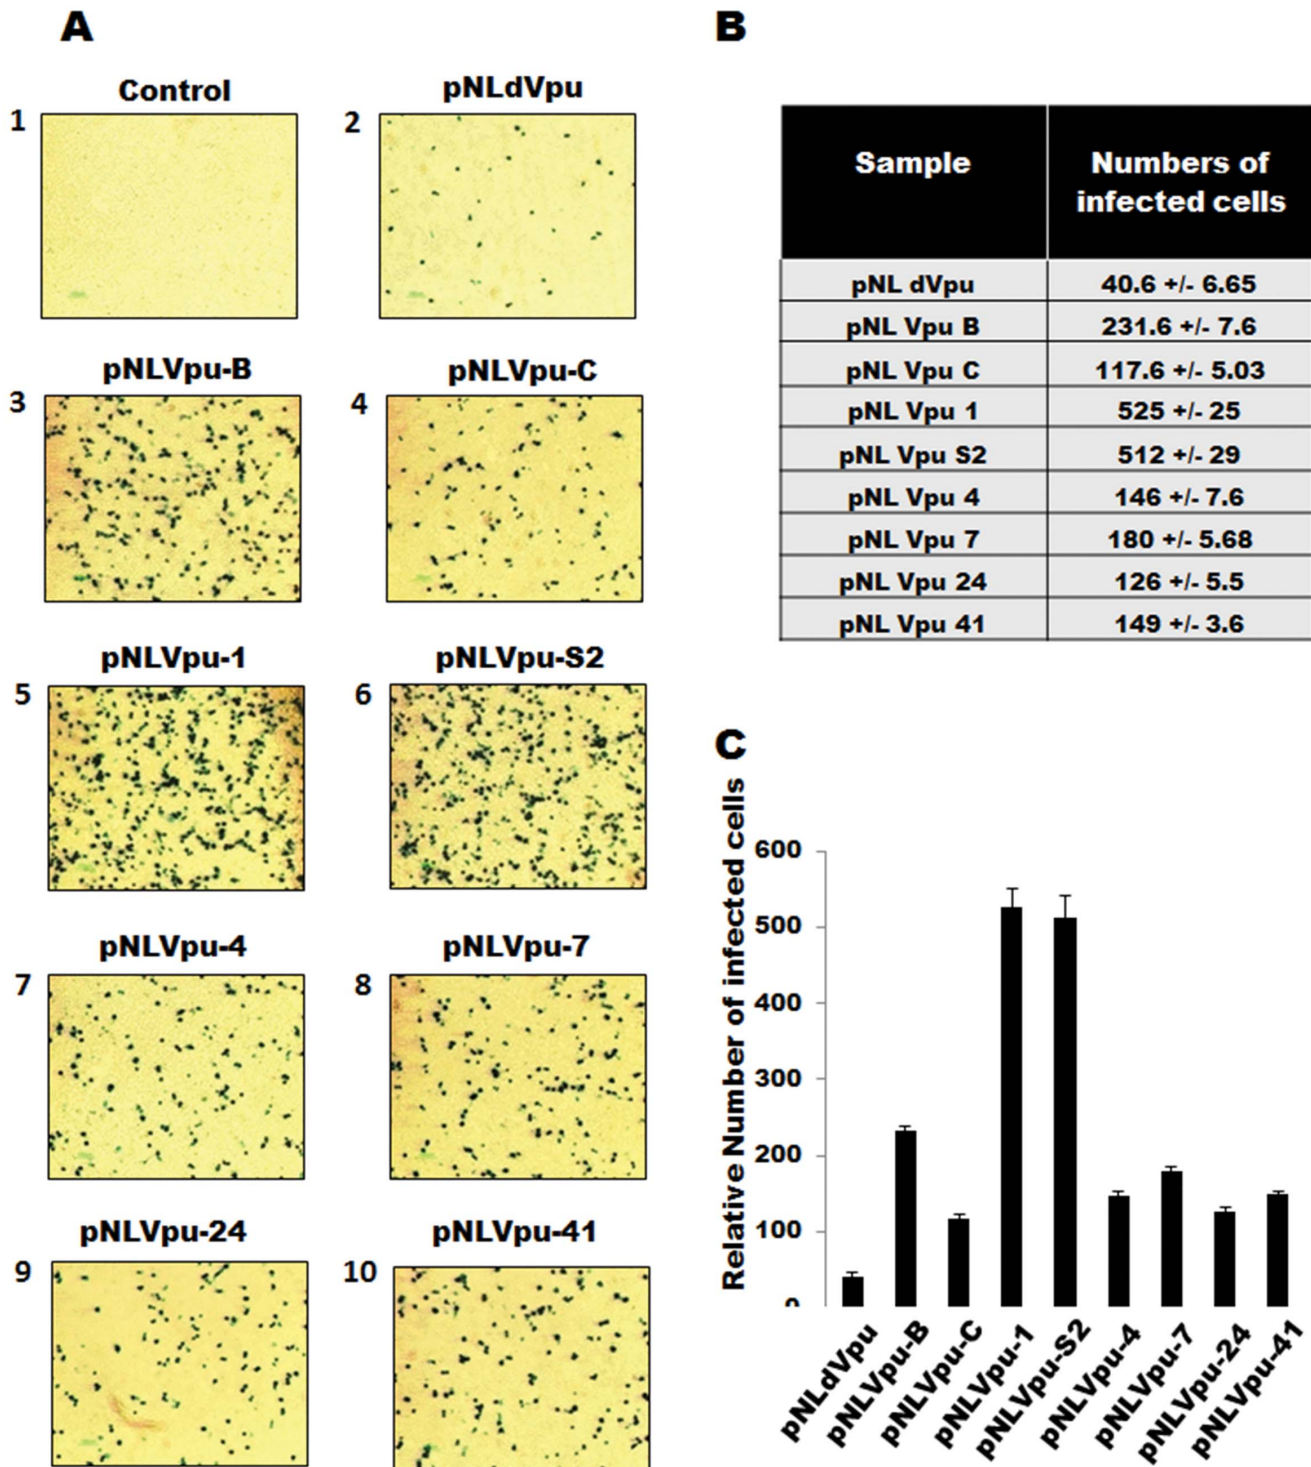 A
Control
1
pNLdVpu
2
pNLVpu-B
3
pNLVpu-C
4
pNLVpu-1
5
pNLVpu-S2
6
pNLVpu-4
7
pNLVpu-7
8
pNLVpu-24
9
pNLVpu-41
10
B
Sample Numbers of infected cells
pNL dVpu 40.6 +/- 6.65
pNL Vpu B 231.6 +/- 7.6
pNL Vpu C 117.6 +/- 5.03
pNL Vpu 1 525 +/- 25
pNL Vpu S2 512 +/- 29
pNL Vpu 4 146 +/- 7.6
pNL Vpu 7 180 +/- 5.68
pNL Vpu 24 126 +/- 5.5
pNL Vpu 41 149 +/- 3.6
C
Relative Number of infected cells
600
500
400
300
200
100
0
pNLdVpu
pNLVpu-B
pNLVpu-C
pNLVpu-1
pNLVpu-S2
pNLVpu-4
pNLVpu-7
pNLVpu-24
pNLVpu-41